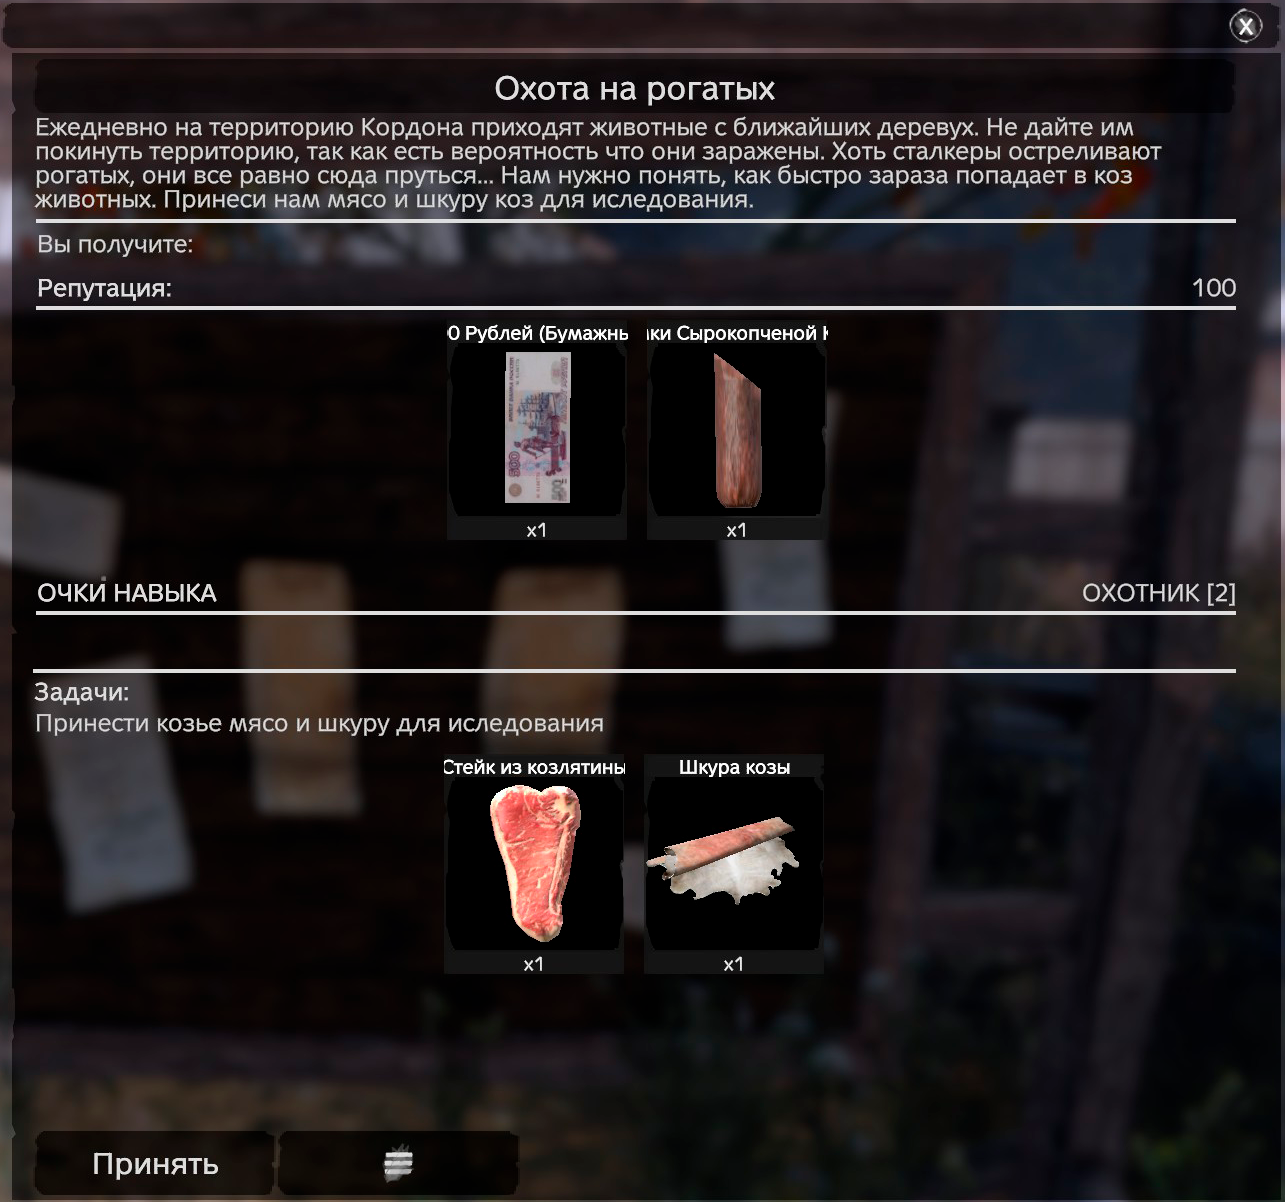 X
Охота на рогатых
Ежедневно на территорию Кордона приходят животные с ближайших деревух. Не дайте им
покинуть территорию, так как есть вероятность что они заражены. Хоть сталкеры остреливают
рогатых, они все равно сюда пруться... Нам нужно понять, как быстро зараза попадает в коз
животных. Принеси нам мясо и шкуру коз для иследования.
Вы получите:
Репутация: 100
0 Рублей (Бумажны
ки Сырокопченой К
500
x1
x1
ОЧКИ НАВЫКА ОХОТНИК [2]
Задачи:
Принести козье мясо и шкуру для иследования
Стейк из козлятины
Шкура козы
x1
x1
Принять